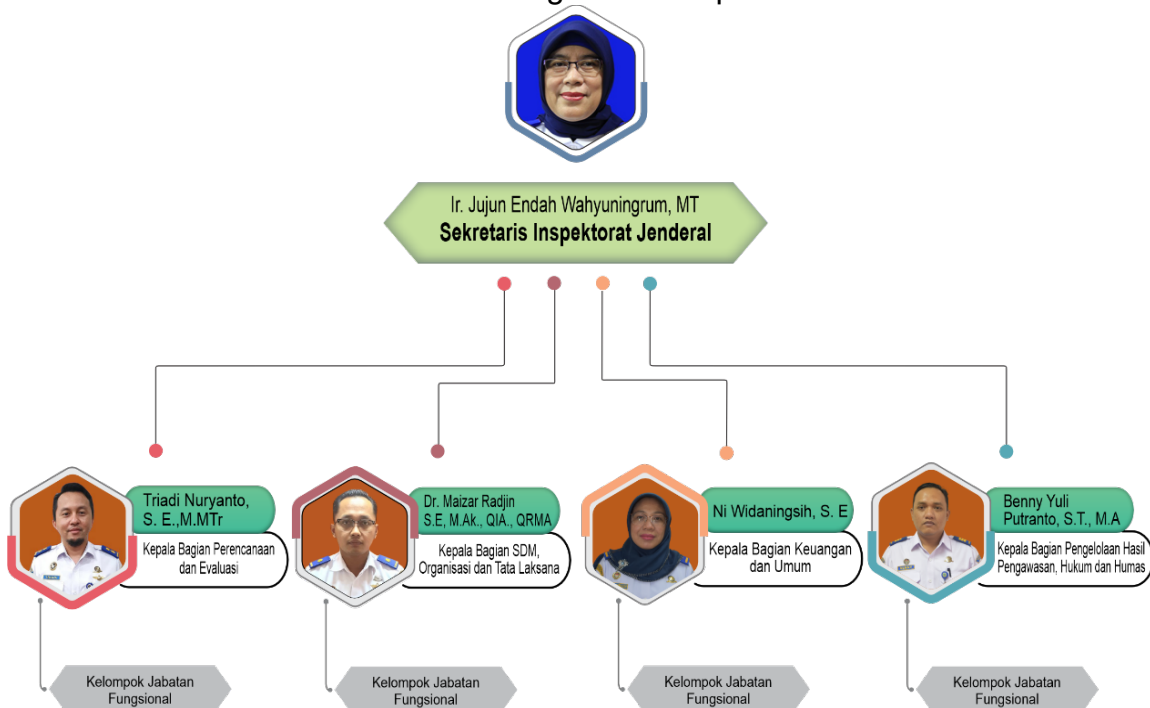 Ir. Jujun Endah Wahyuningrum, MT
Sekretaris Inspektorat Jenderal
Triadi Nuryanto,
S. E.,M.MTr
Kepala Bagian Perencanaan
dan Evaluasi
Dr. Maizar Radjin
S.E, M.Ak., QIA., QRMA
Kepala Bagian SDM,
Organisasi dan Tata Laksana
Ni Widaningsih, S. E
Kepala Bagian Keuangan
dan Umum
Benny Yuli
Putranto, S.T., M.A
Kepala Bagian Pengelolaan Hasil
Pengawasan, Hukum dan Humas
Kelompok Jabatan
Fungsional
Kelompok Jabatan
Fungsional
Kelompok Jabatan
Fungsional
Kelompok Jabatan
Fungsional